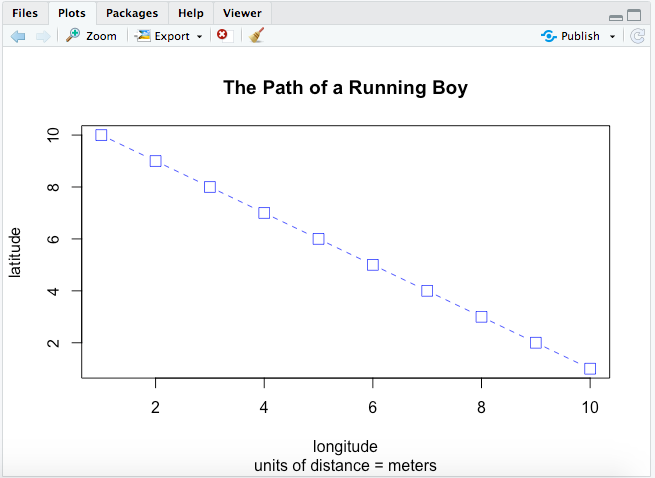 Files Plots Packages Help Viewer
Zoom Export Publish
The Path of a Running Boy
latitude
10
8
6
4
2
2 4 6 8 10
longitude
units of distance = meters